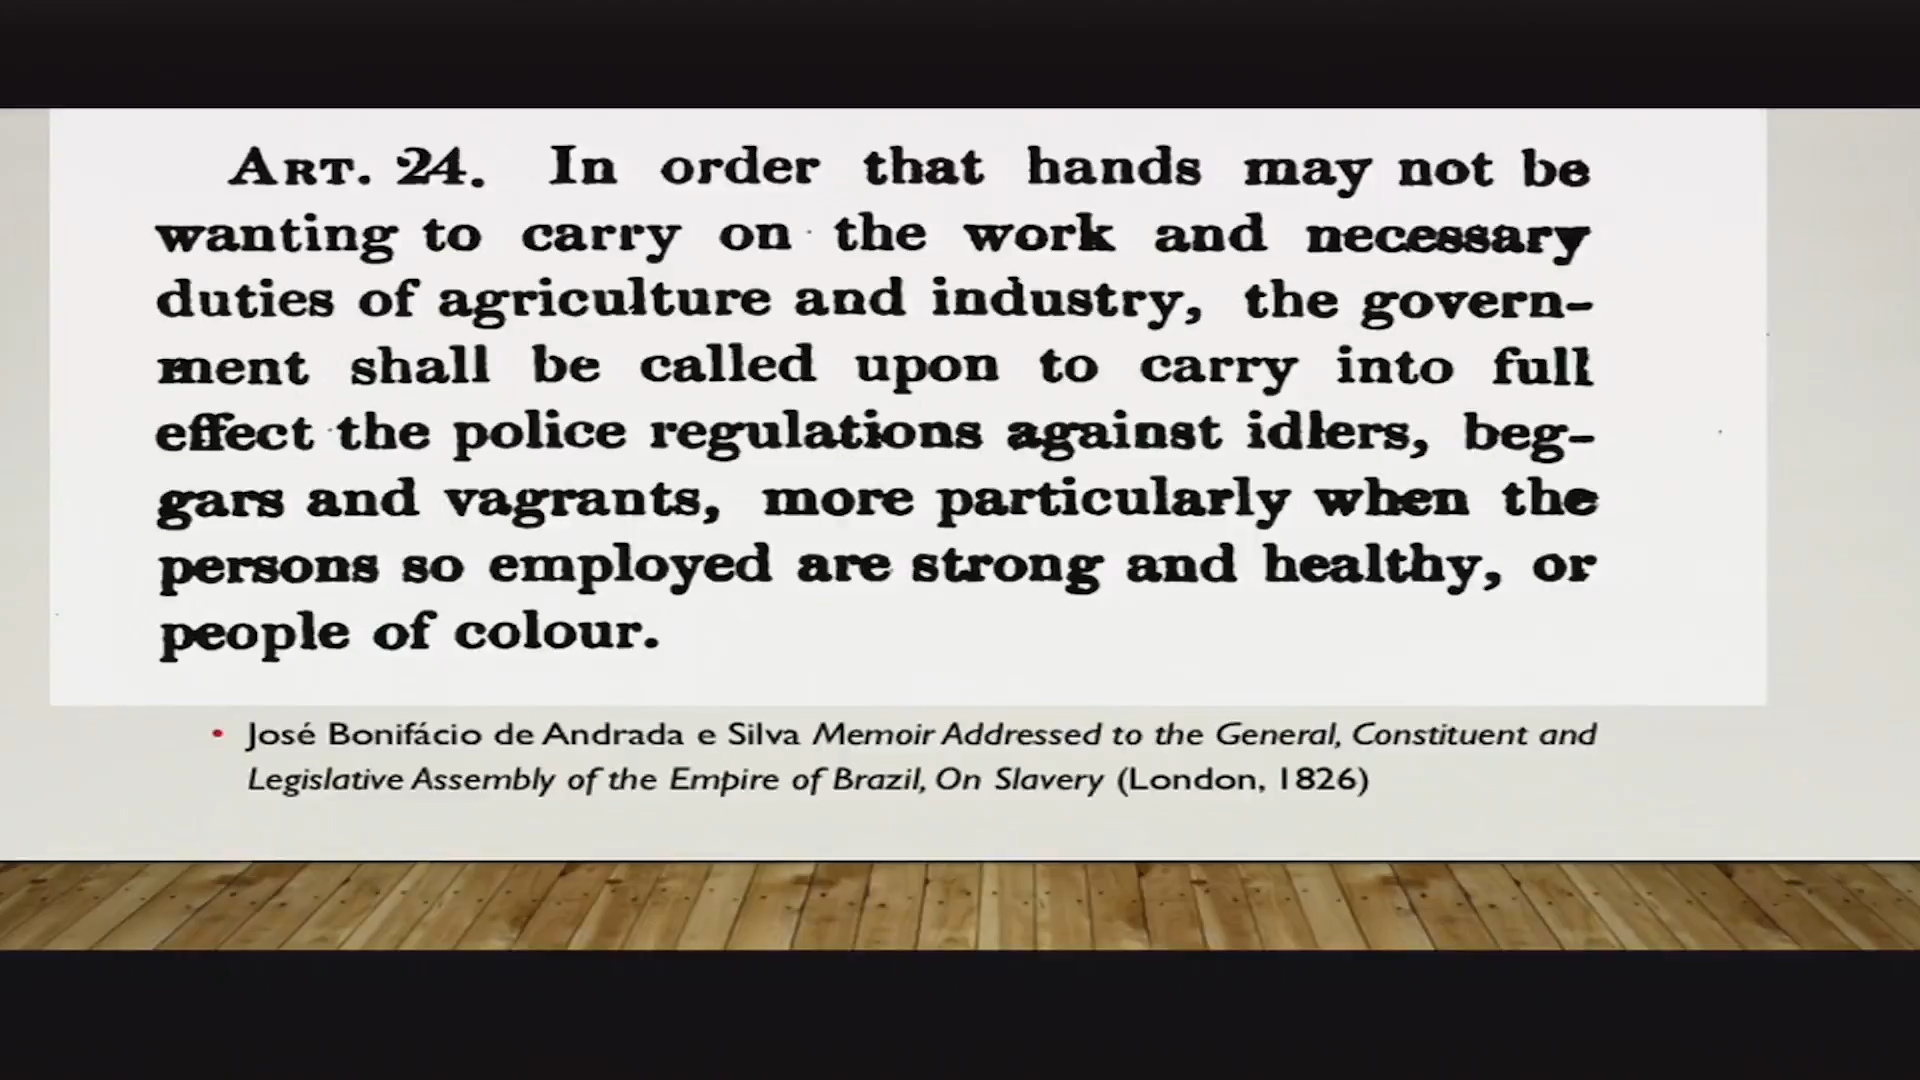 ART. 24. In order that hands may not be
wanting to carry on the work and necessary
duties of agriculture and industry, the govern-
ment shall be called upon to carry into full
effect the police regulations against idlers, beg-
gars and vagrants, more particularly when the
persons so employed are strong and healthy, or
people of colour.
• José Bonifácio de Andrada e Silva Memoir Addressed to the General, Constituent and
Legislative Assembly of the Empire of Brazil, On Slavery (London, 1826)